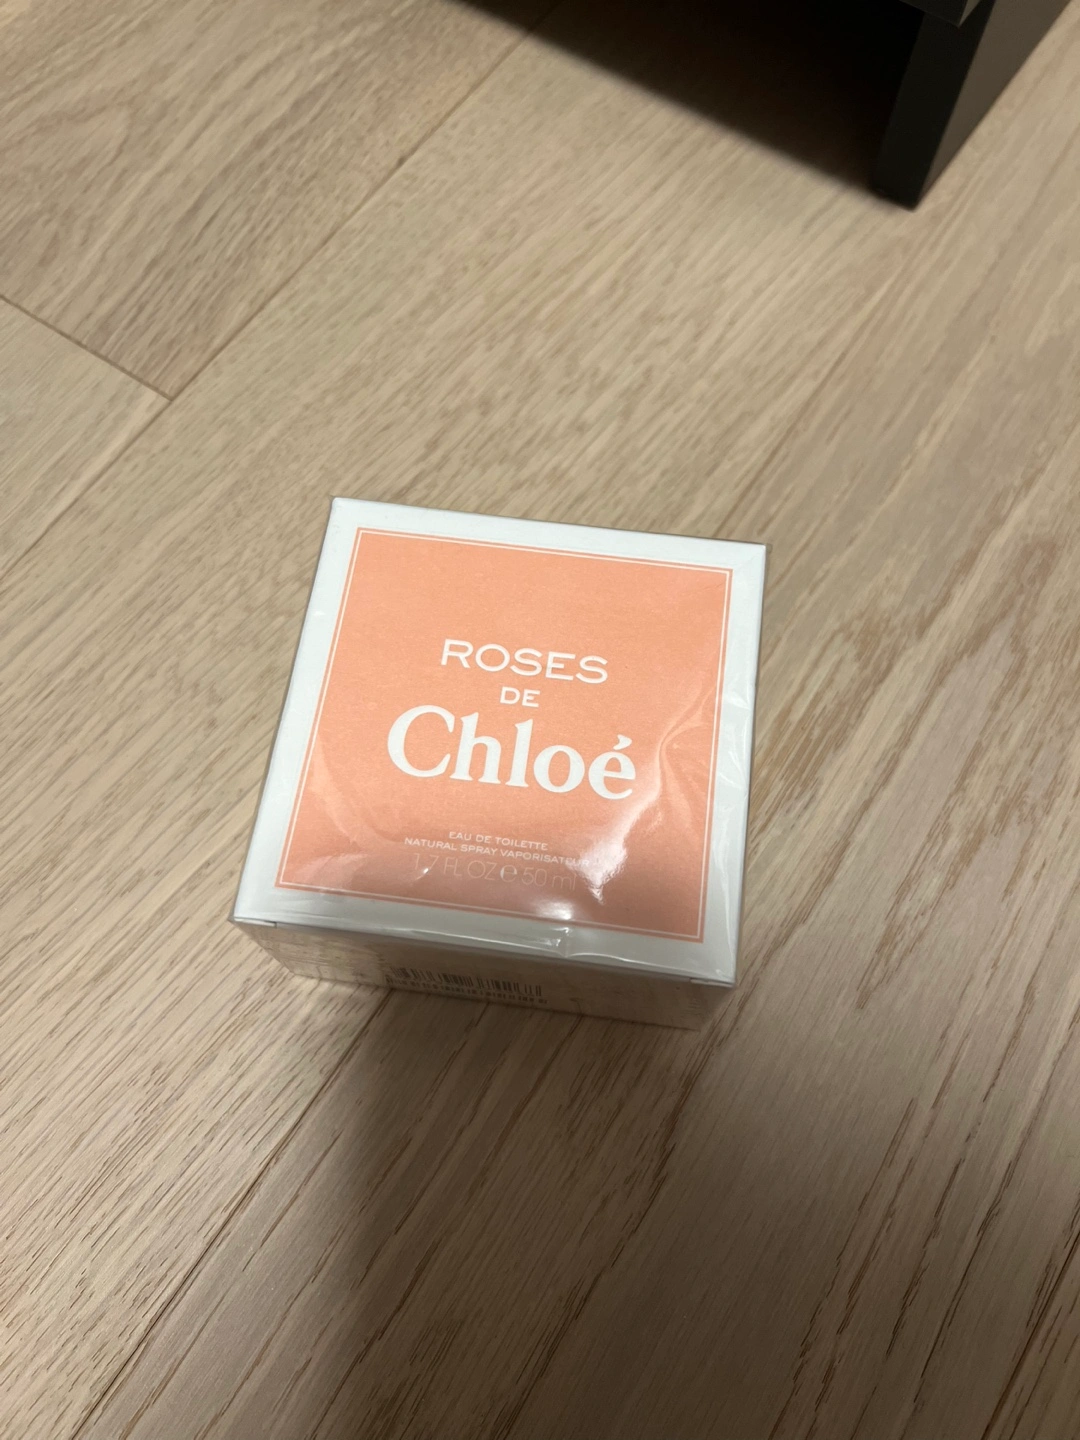 ROSES
DE
Chloé
EAU DE TOILETTE
NATURAL SPRAY VAPORISATEUR
1.7 FL OZ e 50 ml